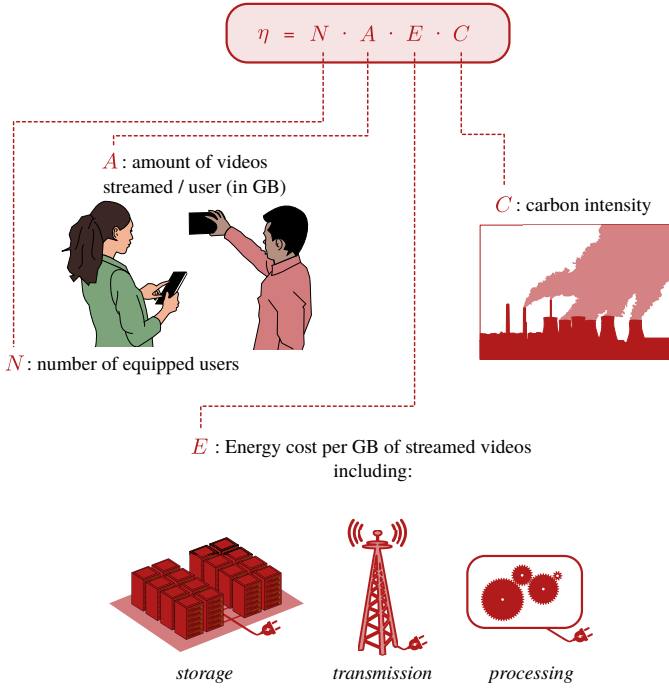 η = N · A · E · C
A : amount of videos
streamed / user (in GB)
C : carbon intensity
N : number of equipped users
E : Energy cost per GB of streamed videos
including:
storage
transmission
processing